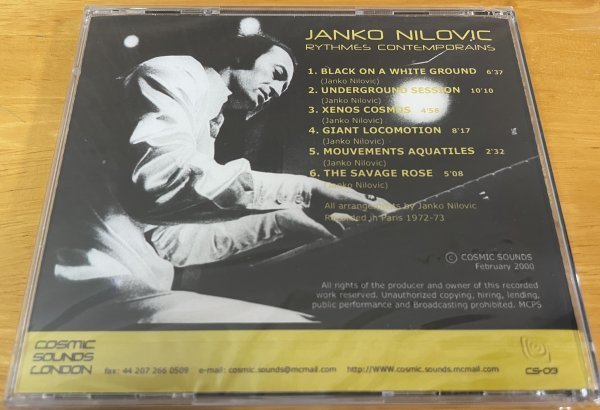 JANKO NILOVIC
RYTHMES CONTEMPORAINS
1. BLACK ON A WHITE GROUND 6'37
(Janko Nilovic)
2. UNDERGROUND SESSION 10'10
(Janko Nilovic)
3. XENOS COSMOS 4'58
(Janko Nilovic)
4. GIANT LOCOMOTION 8'17
(Janko Nilovic)
5. MOUVEMENTS AQUATILES 2'32
(Janko Nilovic)
6. THE SAVAGE ROSE 5'08
(Janko Nilovic)
All arrangements by Janko Nilovic
Recorded in Paris 1972-73
© COSMIC SOUNDS
February 2000
All rights of the producer and owner of this recorded
work reserved. Unauthorized copying, hiring, lending,
public performance and Broadcasting prohibited. MCPS
COSMIC
SOUNDS
LONDON
fax: 44 207 266 0509 e-mail: cosmic.sounds@mcmail.com http://WWW.cosmic.sounds.mcmail.com
CS-03